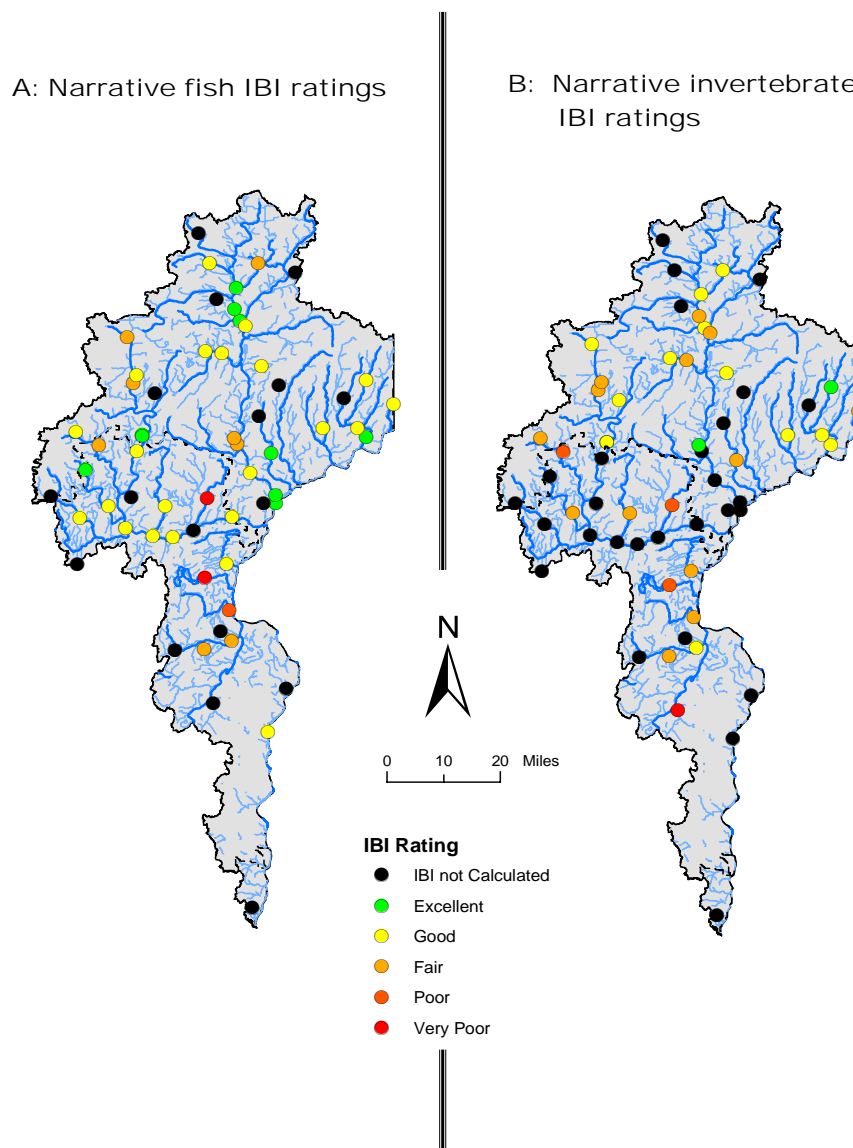 A: Narrative fish IBI ratings
B: Narrative invertebrate
IBI ratings
N
0 10 20 Miles
IBI Rating
IBI not Calculated
Excellent
Good
Fair
Poor
Very Poor